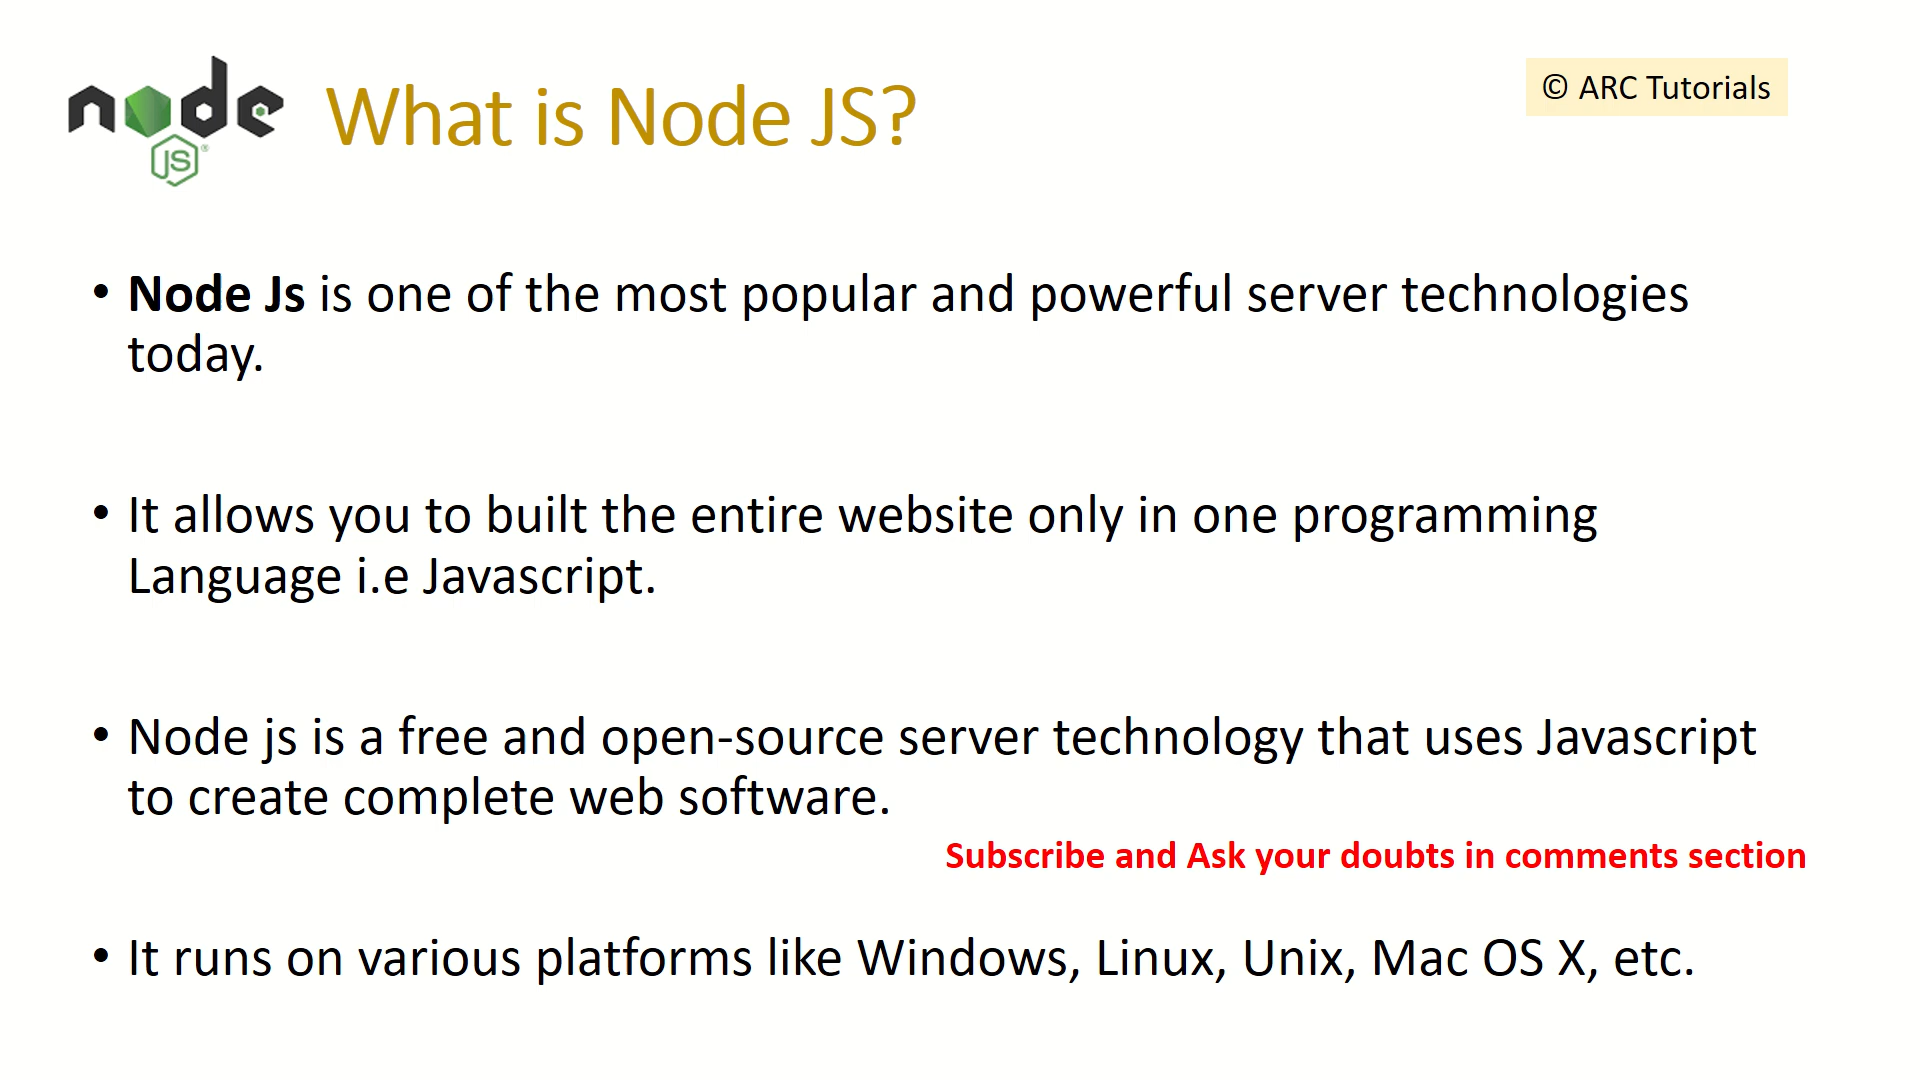 node
JS
What is Node JS?
© ARC Tutorials
• Node Js is one of the most popular and powerful server technologies
today.
• It allows you to built the entire website only in one programming
Language i.e Javascript.
• Node js is a free and open-source server technology that uses Javascript
to create complete web software.
Subscribe and Ask your doubts in comments section
• It runs on various platforms like Windows, Linux, Unix, Mac OS X, etc.